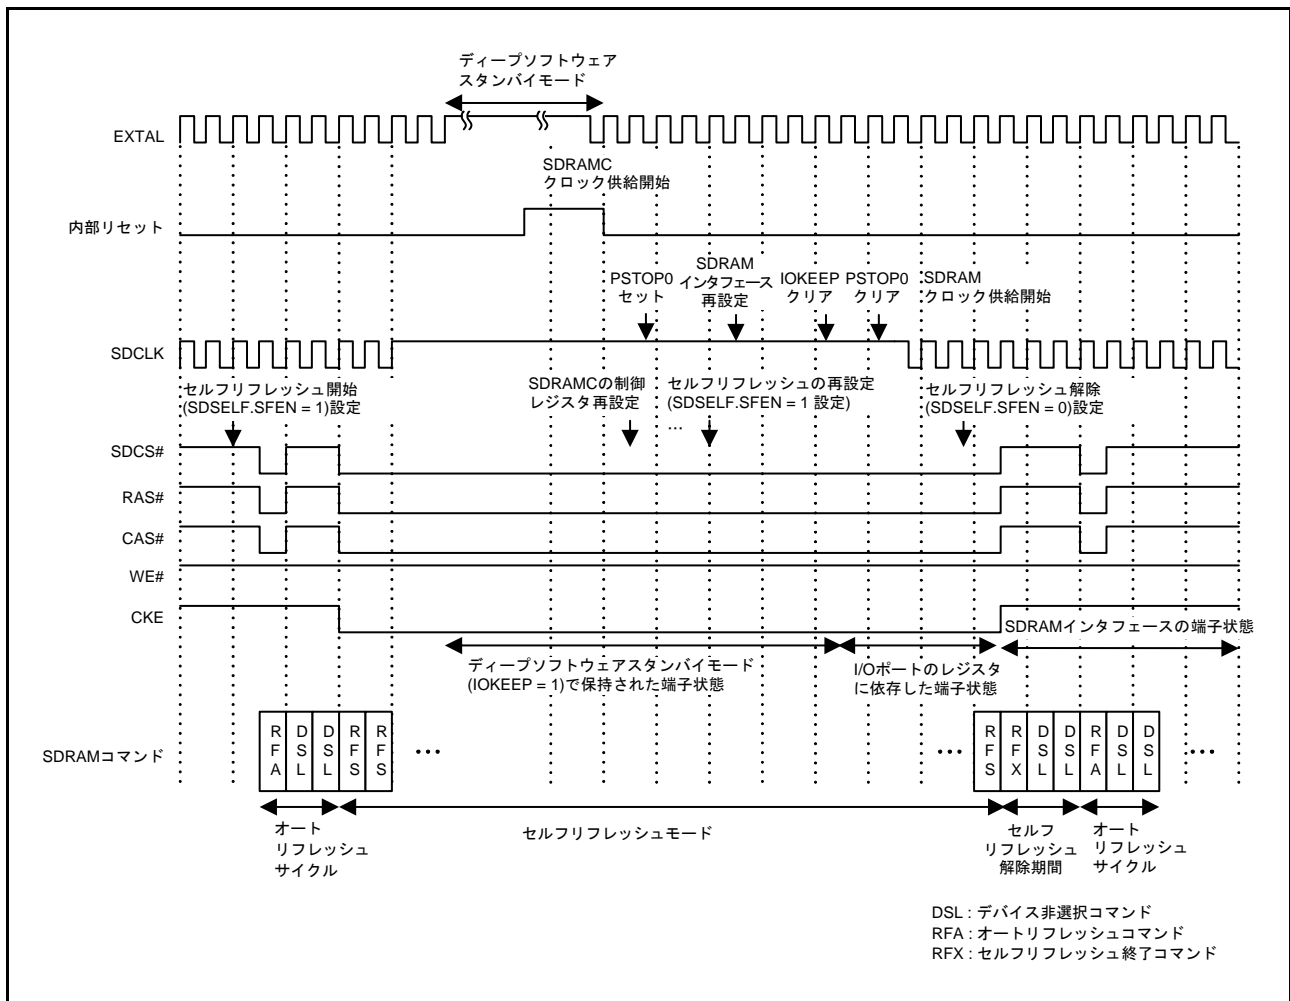 ディープソフトウェア
スタンバイモード
EXTAL
SDRAMC
クロック供給開始
内部リセット
PSTOP0
セット
SDRAM
インタフェース
再設定
IOKEEP
クリア
PSTOP0
クリア
SDRAM
クロック供給開始
SDCLK
セルフリフレッシュ開始
(SDSELF.SFEN = 1)設定
SDRAMCの制御
レジスタ再設定
セルフリフレッシュの再設定
(SDSELF.SFEN = 1 設定)
...
セルフリフレッシュ解除
(SDSELF.SFEN = 0)設定
SDCS#
RAS#
CAS#
WE#
CKE
SDRAMインタフェースの端子状態
ディープソフトウェアスタンバイモード
(IOKEEP = 1)で保持された端子状態
I/Oポートのレジスタ
に依存した端子状態
SDRAMコマンド
RFA
DSL
DSL
RFS
RFS
...
...
RFS
RFX
DSL
DSL
RFA
DSL
DSL
...
オート
リフレッシュ
サイクル
セルフリフレッシュモード
セルフ
リフレッシュ
解除期間
オート
リフレッシュ
サイクル
DSL : デバイス非選択コマンド
RFA : オートリフレッシュコマンド
RFX : セルフリフレッシュ終了コマンド